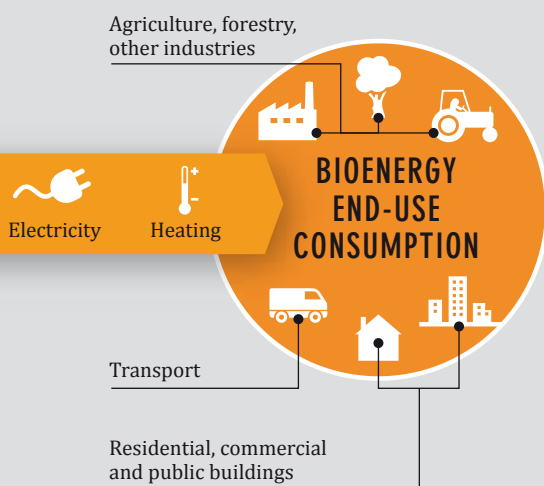 Agriculture, forestry,
other industries
BIOENERGY
END-USE
CONSUMPTION
Electricity
Heating
Transport
Residential, commercial
and public buildings